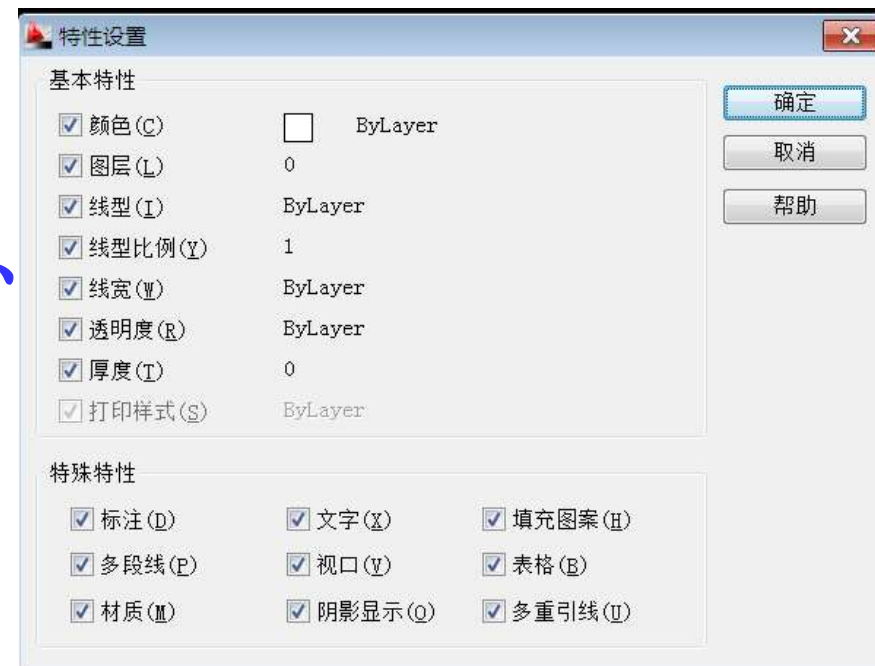 特性设置
基本特性
确定
颜色(C) ByLayer
取消
图层(L) 0
帮助
线型(I) ByLayer
线型比例(Y) 1
线宽(W) ByLayer
透明度(R) ByLayer
厚度(T) 0
打印样式(S) ByLayer
特殊特性
标注(D) 文字(X) 填充图案(H)
多段线(P) 视口(V) 表格(B)
材质(M) 阴影显示(O) 多重引线(U)